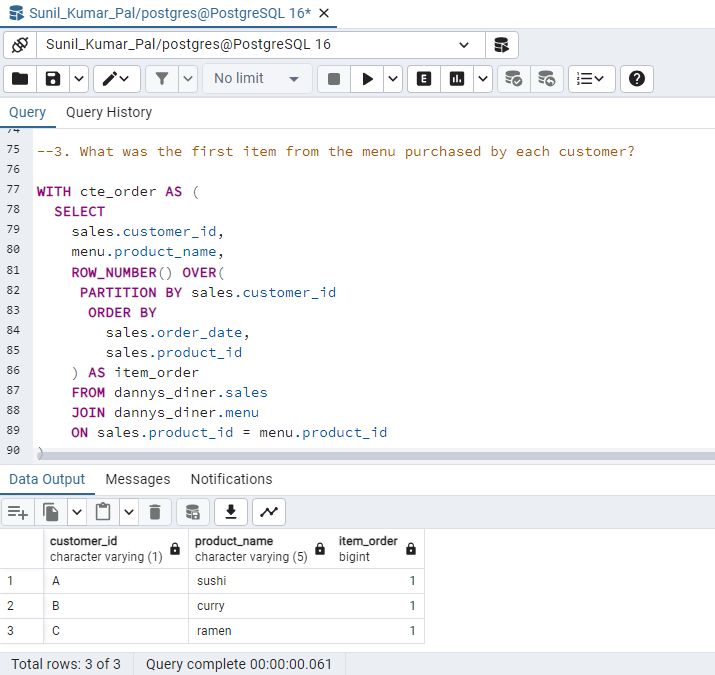 Sunil_Kumar_Pal/postgres@PostgreSQL 16*
Sunil_Kumar_Pal/postgres@PostgreSQL 16
No limit
E
Query Query History
74
75 --3. What was the first item from the menu purchased by each customer?
76
77 WITH cte_order AS (
78 SELECT
79 sales.customer_id,
80 menu.product_name,
81 ROW_NUMBER() OVER(
82 PARTITION BY sales.customer_id
83 ORDER BY
84 sales.order_date,
85 sales.product_id
86 ) AS item_order
87 FROM dannys_diner.sales
88 JOIN dannys_diner.menu
89 ON sales.product_id = menu.product_id
90 )
Data Output Messages Notifications
customer_id product_name item_order
character varying (1) character varying (5) bigint
1 A sushi 1
2 B curry 1
3 C ramen 1
Total rows: 3 of 3 Query complete 00:00:00.061